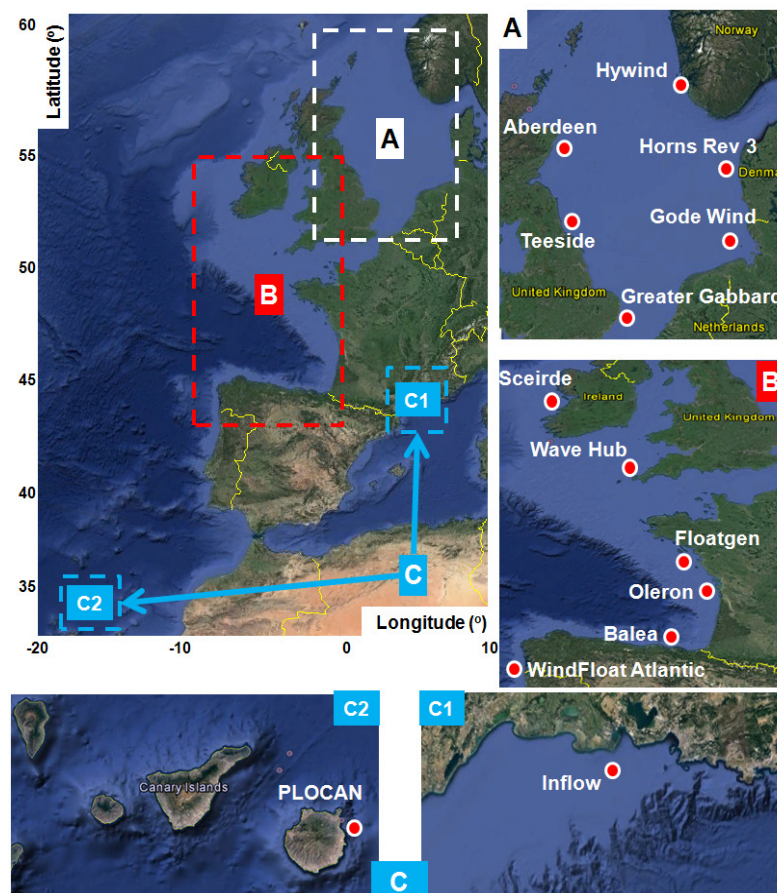 60
55
50
45
40
35
Latitude (º)
A
B
C1
C
C2
Longitude (º)
-20
-10
0
10
A
Norway
Hywind
Aberdeen
Horns Rev 3
Denma
Gode Wind
Teeside
United Kingdom
Greater Gabbard
Netherlands
B
Sceirde
Ireland
United Kingdom
Wave Hub
Floatgen
Oleron
Balea
WindFloat Atlantic
C2
Canary Islands
PLOCAN
C1
Inflow
C